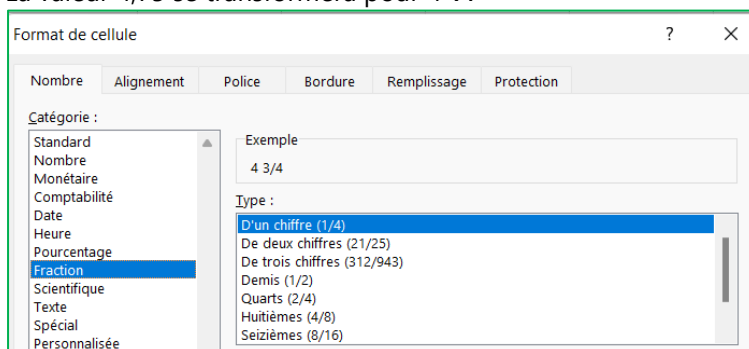 Format de cellule ? ×
Nombre Alignement Police Bordure Remplissage Protection
Catégorie :
Standard
Nombre
Monétaire
Comptabilité
Date
Heure
Pourcentage
Fraction
Scientifique
Texte
Spécial
Personnalisée
Exemple
4 3/4
Type :
D'un chiffre (1/4)
De deux chiffres (21/25)
De trois chiffres (312/943)
Demis (1/2)
Quarts (2/4)
Huitièmes (4/8)
Seizièmes (8/16)